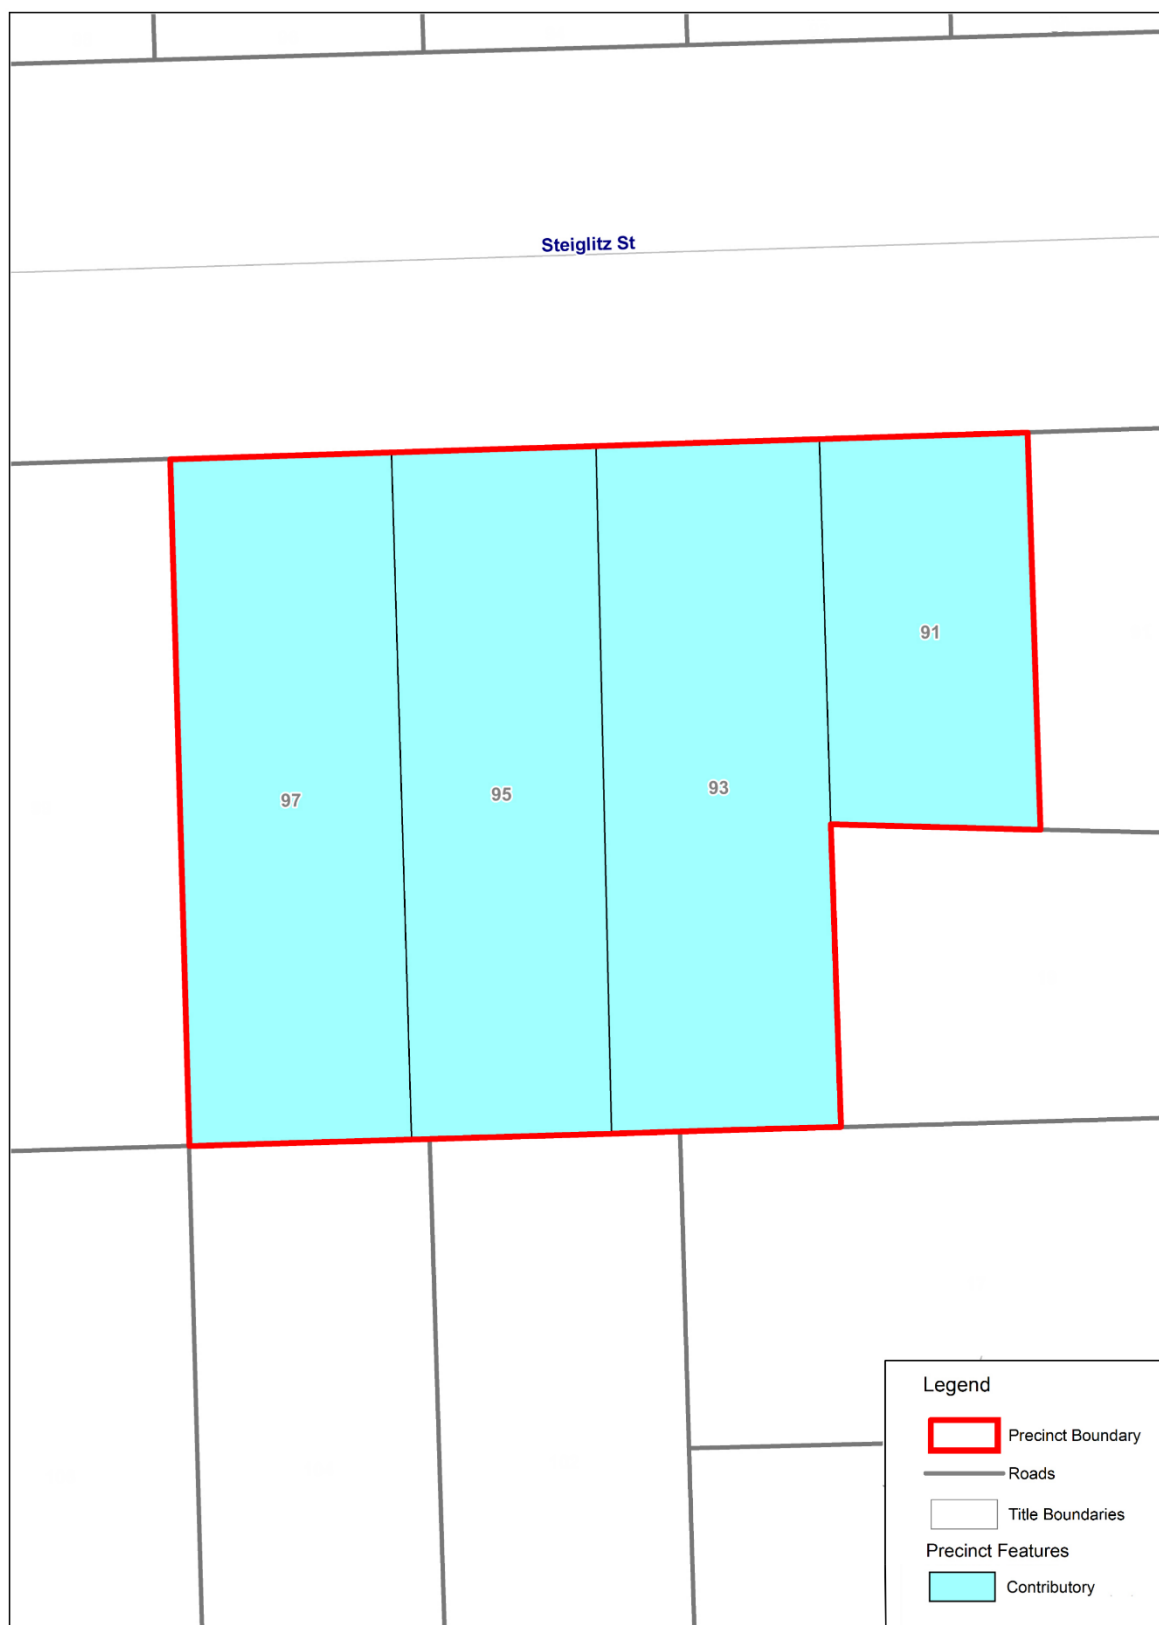 Steiglitz St
91
97
95
93
Legend
Precinct Boundary
Roads
Title Boundaries
Precinct Features
Contributory